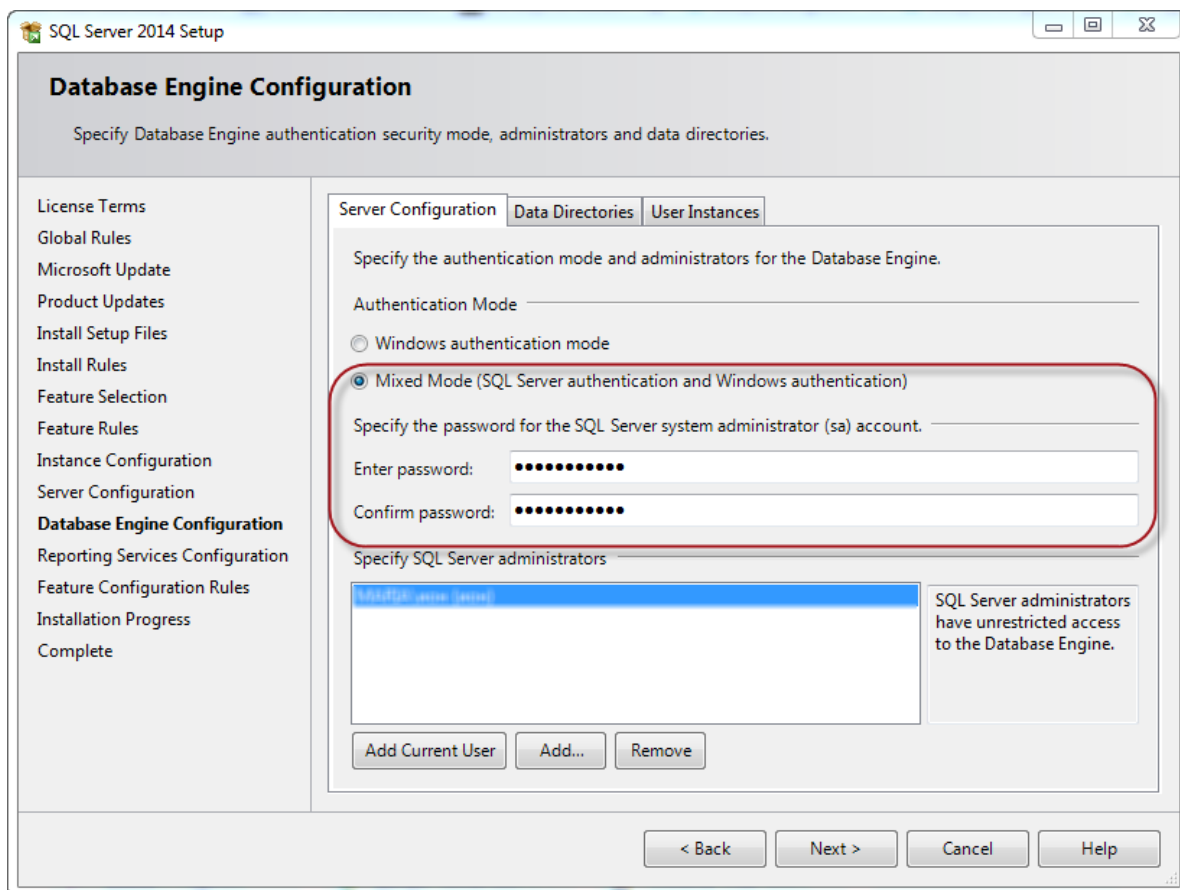 SQL Server 2014 Setup
Database Engine Configuration
Specify Database Engine authentication security mode, administrators and data directories.
License Terms
Global Rules
Microsoft Update
Product Updates
Install Setup Files
Install Rules
Feature Selection
Feature Rules
Instance Configuration
Server Configuration
Database Engine Configuration
Reporting Services Configuration
Feature Configuration Rules
Installation Progress
Complete
Server Configuration Data Directories User Instances
Specify the authentication mode and administrators for the Database Engine.
Authentication Mode
Windows authentication mode
Mixed Mode (SQL Server authentication and Windows authentication)
Specify the password for the SQL Server system administrator (sa) account.
Enter password: ●●●●●●●●●●●
Confirm password: ●●●●●●●●●●●
Specify SQL Server administrators
SQL Server administrators
have unrestricted access
to the Database Engine.
Add Current User Add... Remove
< Back Next > Cancel Help